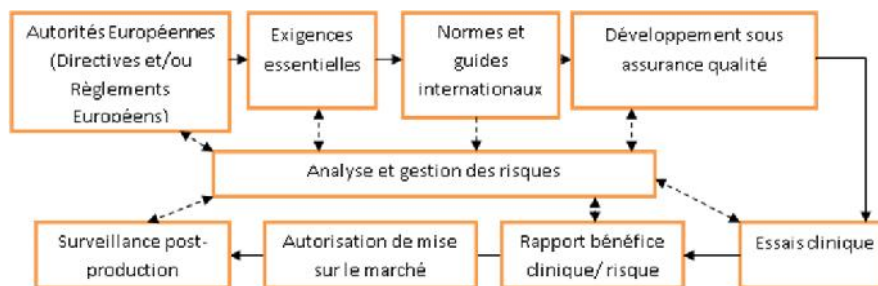 Autorités Européennes
(Directives et/ou
Règlements
Européens)
Exigences
essentielles
Normes et
guides
internationaux
Développement sous
assurance qualité
Analyse et gestion des risques
Surveillance post-
production
Autorisation de mise
sur le marché
Rapport bénéfice
clinique/ risque
Essais clinique